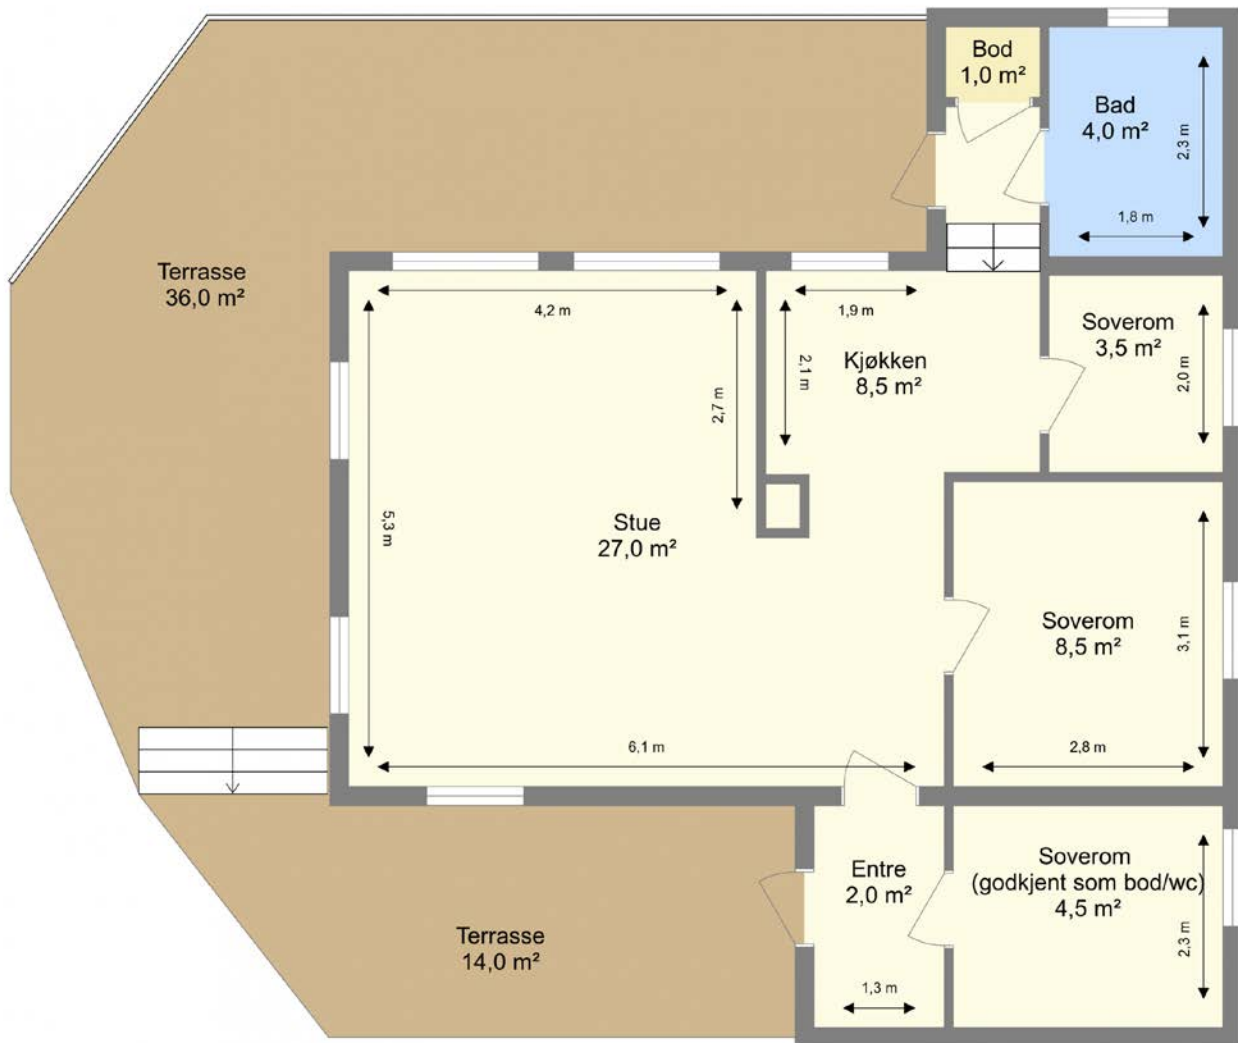 Bod
1,0 m²
Bad
4,0 m²
2,3 m
1,8 m
Terrasse
36,0 m²
4,2 m
1,9 m
Soverom
3,5 m²
2,0 m
Kjøkken
8,5 m²
2,1 m
2,7 m
5,3 m
Stue
27,0 m²
Soverom
8,5 m²
3,1 m
6,1 m
2,8 m
Entre
2,0 m²
Soverom
(godkjent som bod/wc)
4,5 m²
Terrasse
14,0 m²
2,3 m
1,3 m